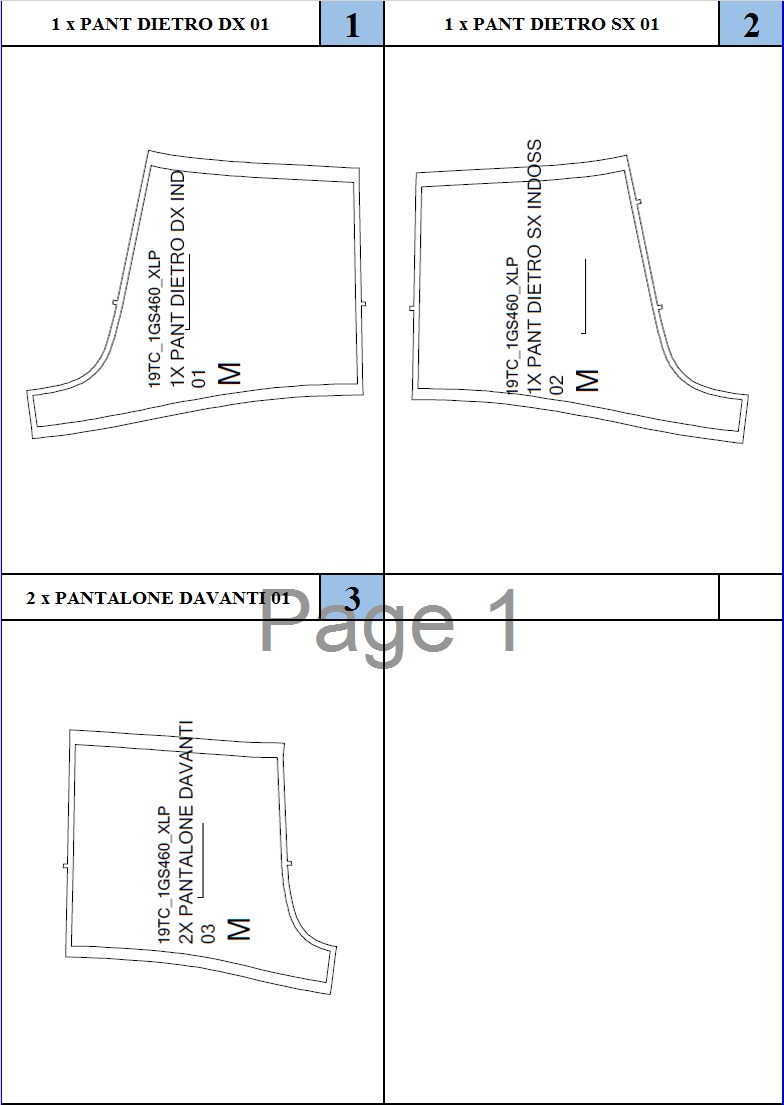 1 x PANT DIETRO DX 01
1
1 x PANT DIETRO SX 01
2
19TC_1GS460_XLP
1X PANT DIETRO DX IND
01
M
19TC_1GS460_XLP
1X PANT DIETRO SX INDOSS
02
M
2 x PANTALONE DAVANTI 01
3
Page 1
19TC_1GS460_XLP
2X PANTALONE DAVANTI
03
M